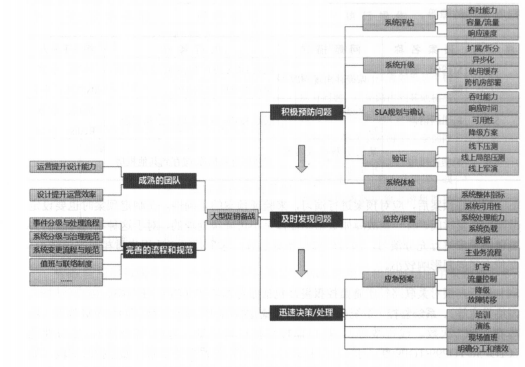 吞吐能力
系统评估
容量/流量
响应速度
扩展/拆分
系统升级
异步化
使用缓存
跨机房部署
积极预防问题
SLA规划与确认
吞吐能力
响应时间
可用性
降级方案
验证
线下压测
线上局部压测
线上军演
系统体检
运营提升设计能力
成熟的团队
设计提升运营效率
大型促销备战
事件分级与处理流程
系统分级与治理规范
系统变更流程与规范
完善的流程和规范
值班与联络制度
……
及时发现问题
监控/报警
系统整体指标
系统可用性
系统处理能力
系统负载
数据
主业务流程
应急预案
扩容
流量控制
降级
故障转移
迅速决策/处理
培训
演练
现场值班
明确分工和绩效